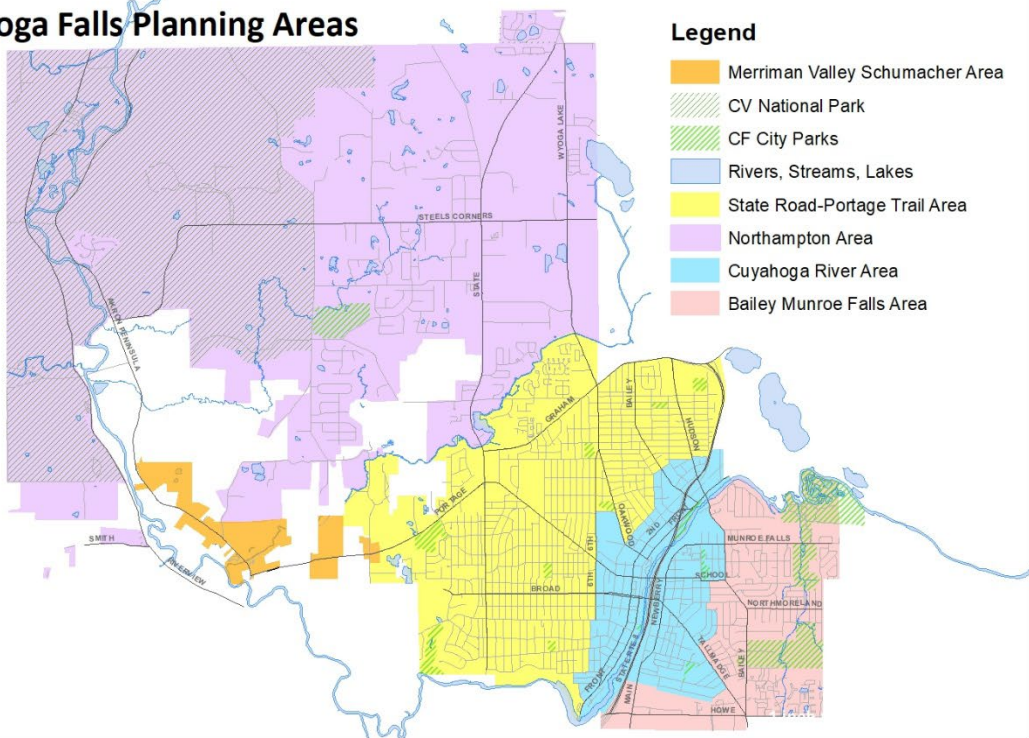 oga Falls Planning Areas
Legend
Merriman Valley Schumacher Area
CV National Park
CF City Parks
Rivers, Streams, Lakes
State Road-Portage Trail Area
Northampton Area
Cuyahoga River Area
Bailey Munroe Falls Area
WYOGA LAKE
STEELS CORNERS
STATE
AKRON PENINSULA
GRAHAM
BAILEY
HUDSON
PORTAGE
OAKWOOD
2ND
FRONT
SMITH
RIVERVIEW
6TH
6TH
MUNROE FALLS
SCHOOL
BROAD
NEWBERRY
NORTHMORELAND
TALLMADGE
BAILEY
FRONT
MAIN
HOWE